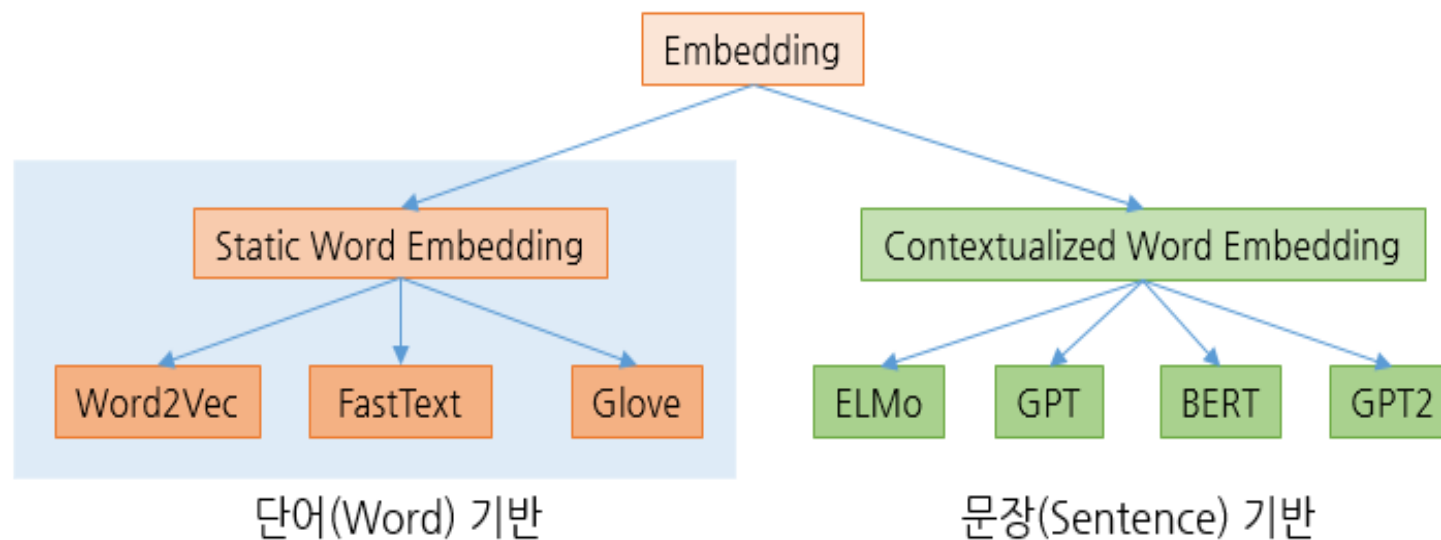 Embedding
Static Word Embedding
Contextualized Word Embedding
Word2Vec
FastText
Glove
ELMo
GPT
BERT
GPT2
단어(Word) 기반
문장(Sentence) 기반